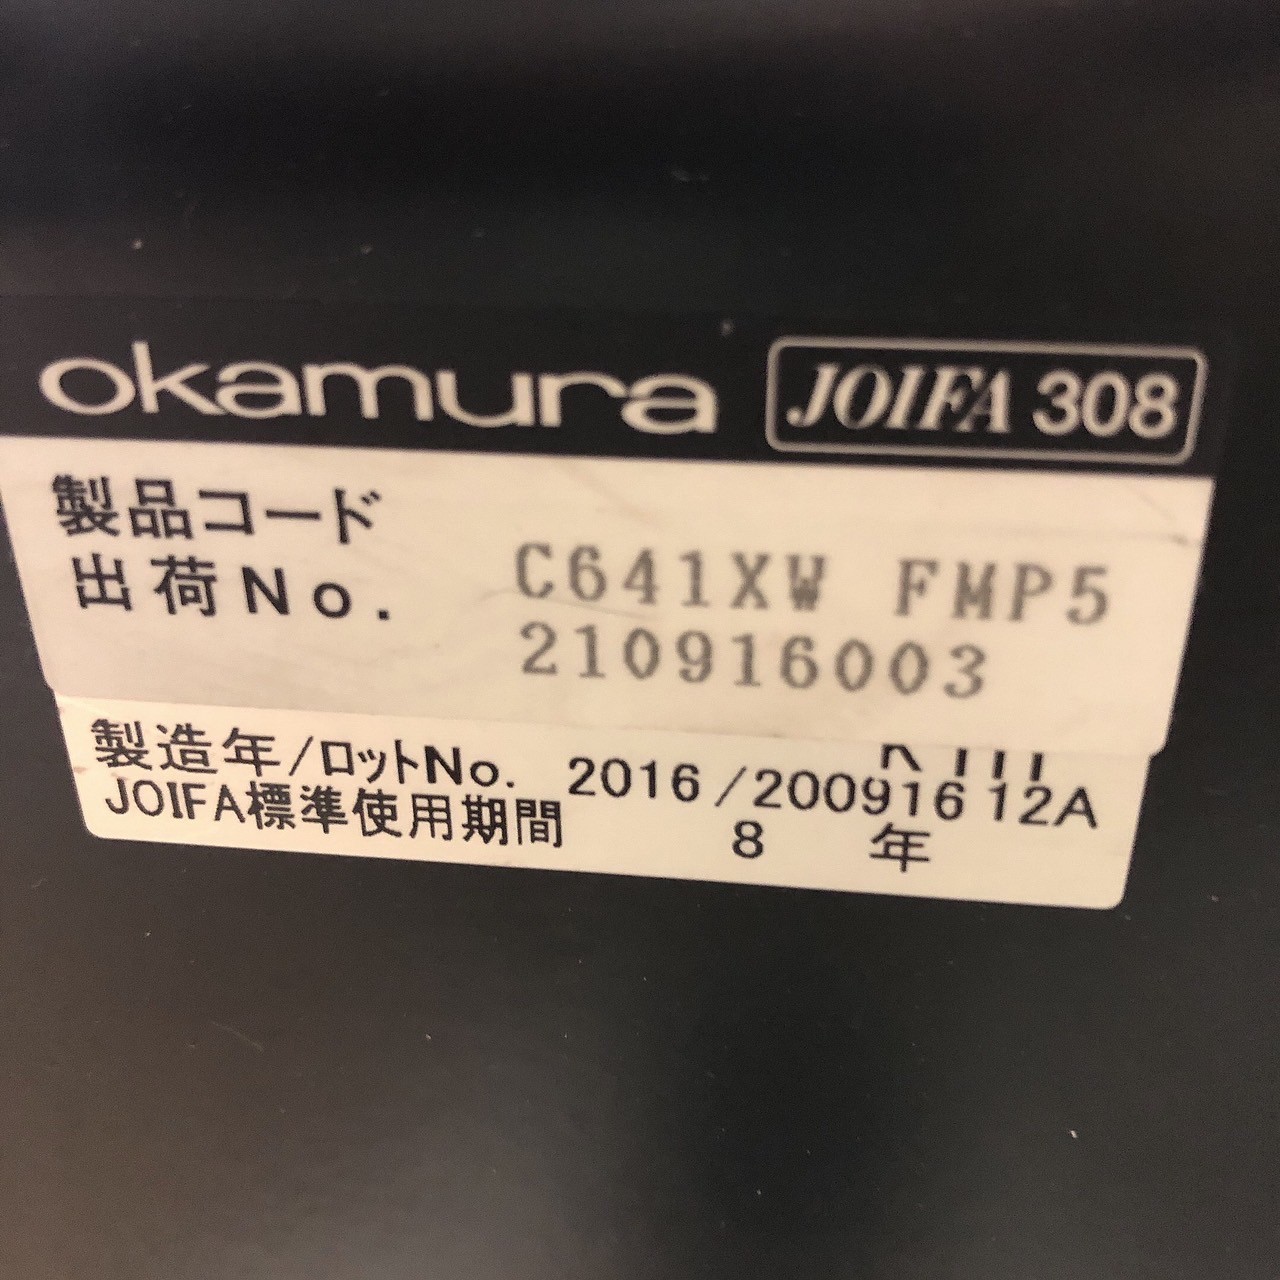 okamura JOIFA 308
製品コード
C641XW FMP5
出荷No.
210916003
製造年/ロットNo. 2016/20091612A
JOIFA標準使用期間 8 年